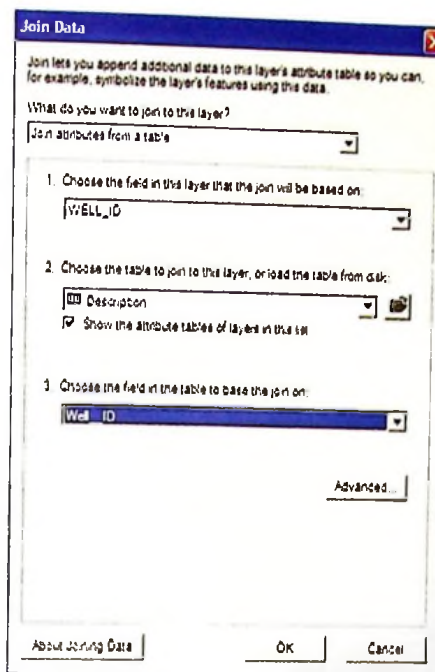 Join Data
Join lets you append additional data to this layer's attribute table so you can,
for example, symbolize the layer's features using this data.
What do you want to join to this layer?
Join attributes from a table
1. Choose the field in this layer that the join will be based on:
WELL_ID
2. Choose the table to join to this layer, or load the table from disk:
Description
Show the attribute tables of layers in this list
3. Choose the field in the table to base the join on:
Well_ID
Advanced...
About Joining Data
OK
Cancel